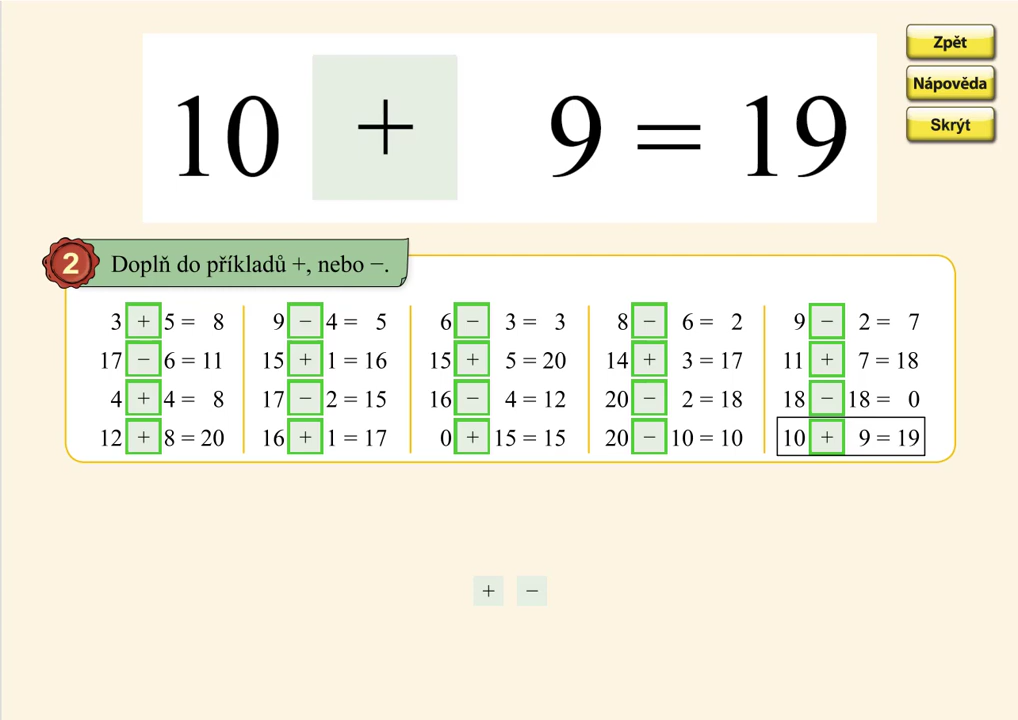 10 + 9 = 19
Zpět
Nápověda
Skrýt
2 Doplň do příkladů +, nebo −.
3 + 5 = 8 9 − 4 = 5 6 − 3 = 3 8 − 6 = 2 9 − 2 = 7
17 − 6 = 11 15 + 1 = 16 15 + 5 = 20 14 + 3 = 17 11 + 7 = 18
4 + 4 = 8 17 − 2 = 15 16 − 4 = 12 20 − 2 = 18 18 − 18 = 0
12 + 8 = 20 16 + 1 = 17 0 + 15 = 15 20 − 10 = 10 10 + 9 = 19
+ −